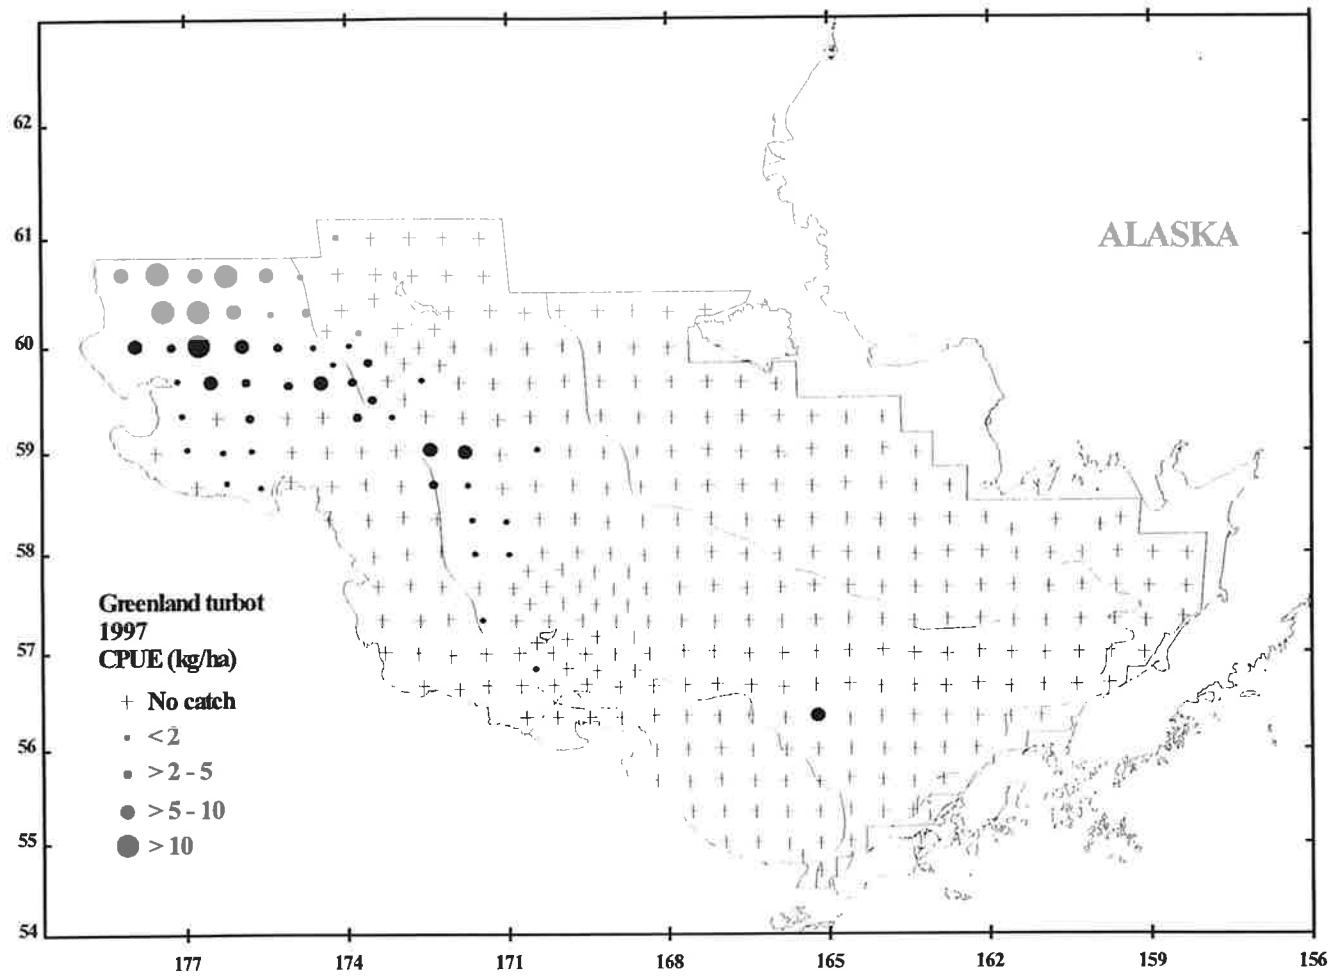 62
61
ALASKA
60
59
58
Greenland turbot
1997
57
CPUE (kg/ha)
+ No catch
< 2
56
> 2 - 5
> 5 - 10
55
> 10
54
177 174 171 168 165 162 159 156